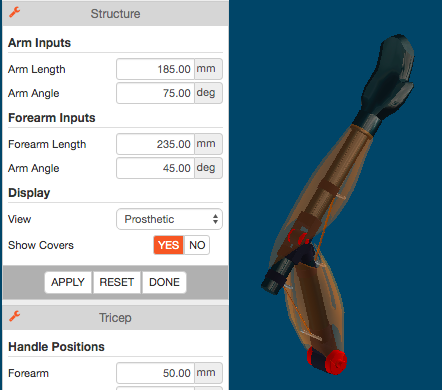 Structure
Arm Inputs
Arm Length 185.00 mm
Arm Angle 75.00 deg
Forearm Inputs
Forearm Length 235.00 mm
Arm Angle 45.00 deg
Display
View Prosthetic
Show Covers YES NO
APPLY RESET DONE
Tricep
Handle Positions
Forearm 50.00 mm